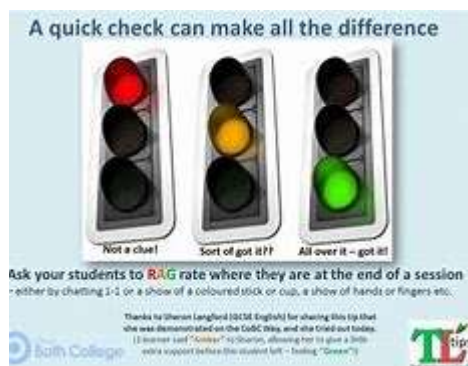 A quick check can make all the difference
Not a clue!
Sort of got it??
All over it – got it!
Ask your students to RAG rate where they are at the end of a session
– either by chatting 1-1 or a show of a coloured stick or cup, a show of hands or fingers etc.
Thanks to Sharon Langford (GCSE English) for sharing this tip that
she was demonstrated on the CoBC Way, and she tried out today.
(1 learner said "Amber" to Sharon, allowing her to give a little
extra support before the student left – feeling "Green"!)
Bath College
TL tips